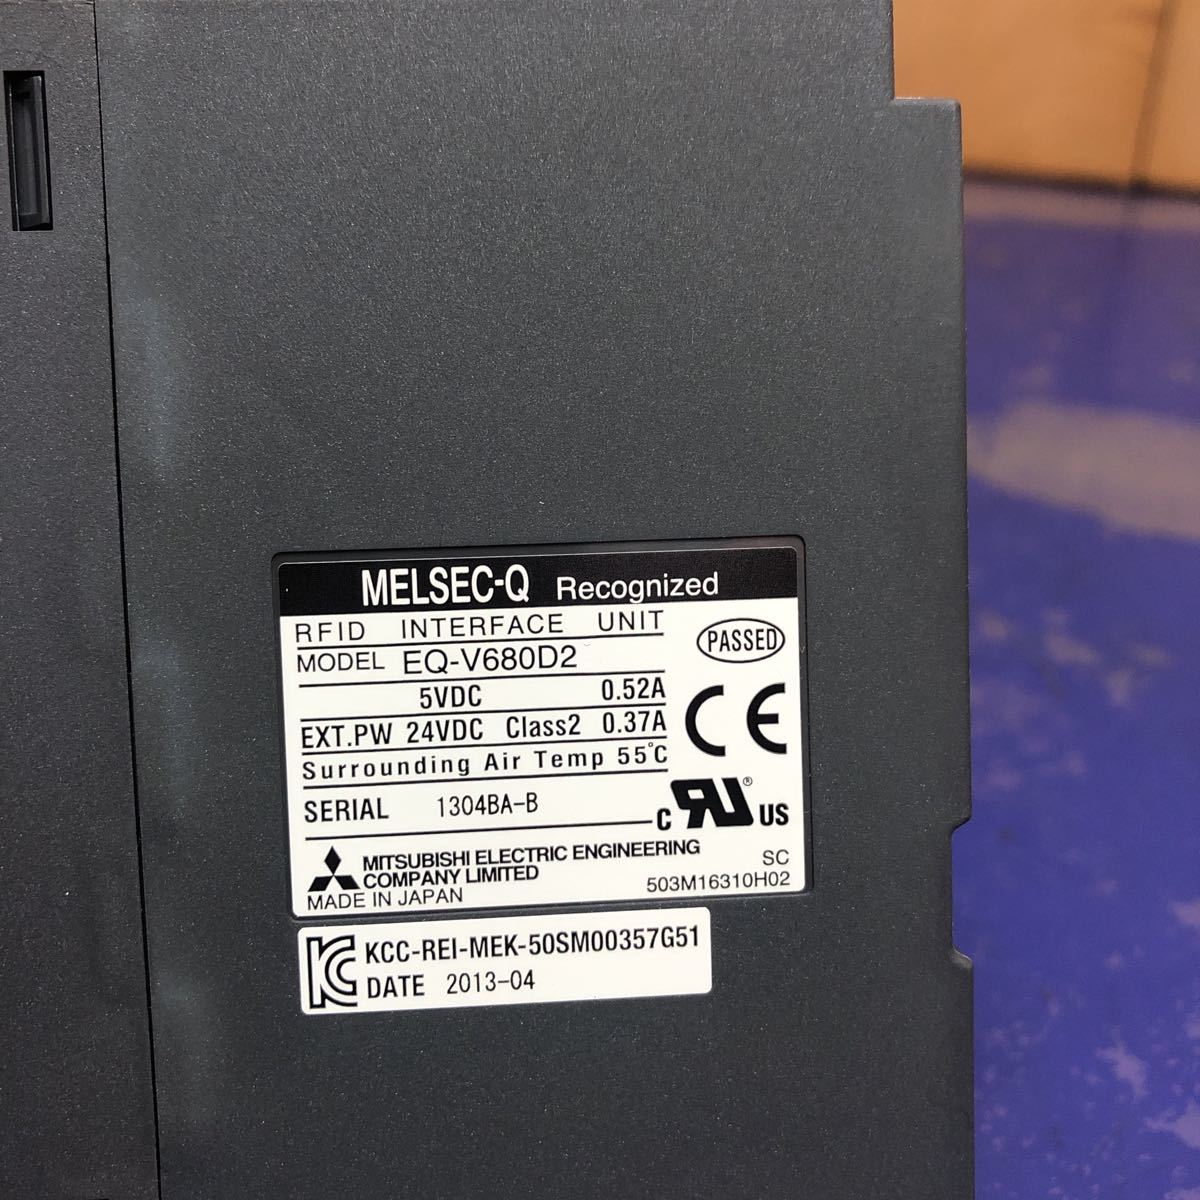 MELSEC-Q Recognized
RFID INTERFACE UNIT
PASSED
MODEL EQ-V680D2
5VDC 0.52A
CE
EXT.PW 24VDC Class2 0.37A
Surrounding Air Temp 55°C
SERIAL 1304BA-B
C RU ® US
MITSUBISHI ELECTRIC ENGINEERING
COMPANY LIMITED
SC
MADE IN JAPAN
503M16310H02
KC KCC-REI-MEK-50SM00357G51
DATE 2013-04